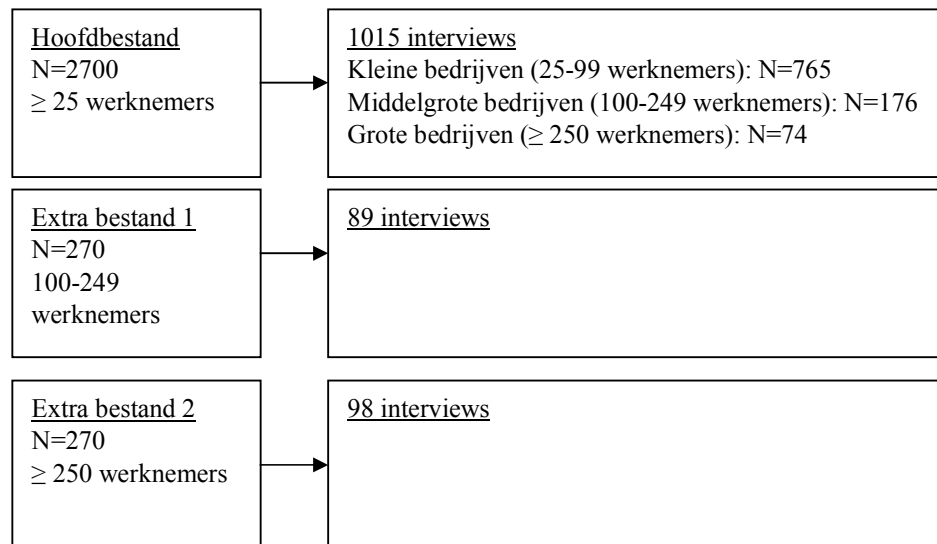 Hoofdbestand
N=2700
≥ 25 werknemers
1015 interviews
Kleine bedrijven (25-99 werknemers): N=765
Middelgrote bedrijven (100-249 werknemers): N=176
Grote bedrijven (≥ 250 werknemers): N=74
Extra bestand 1
N=270
100-249
werknemers
89 interviews
Extra bestand 2
N=270
≥ 250 werknemers
98 interviews